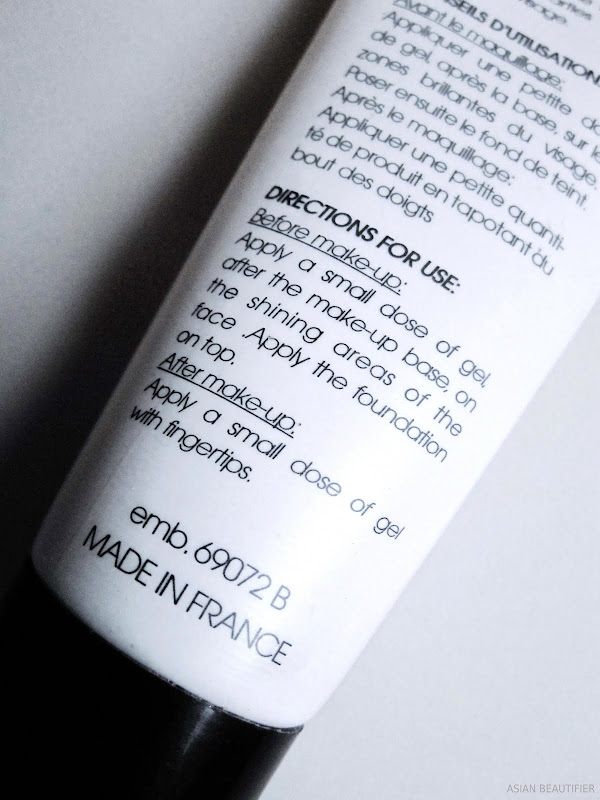 SEILS D'UTILISATION
Avant le maquillage:
Appliquer une petite do
de gel, après la base, sur le
zones brillantes du visage.
Poser ensuite le fond de teint.
Après le maquillage:
Appliquer une petite quanti-
té de produit en tapotant du
bout des doigts
DIRECTIONS FOR USE:
Before make-up:
Apply a small dose of gel,
after the make-up base, on
the shining areas of the
face. Apply the foundation
on top.
After make-up:
Apply a small dose of gel
with fingertips.
emb. 69072 B
MADE IN FRANCE
ASIAN BEAUTIFIER